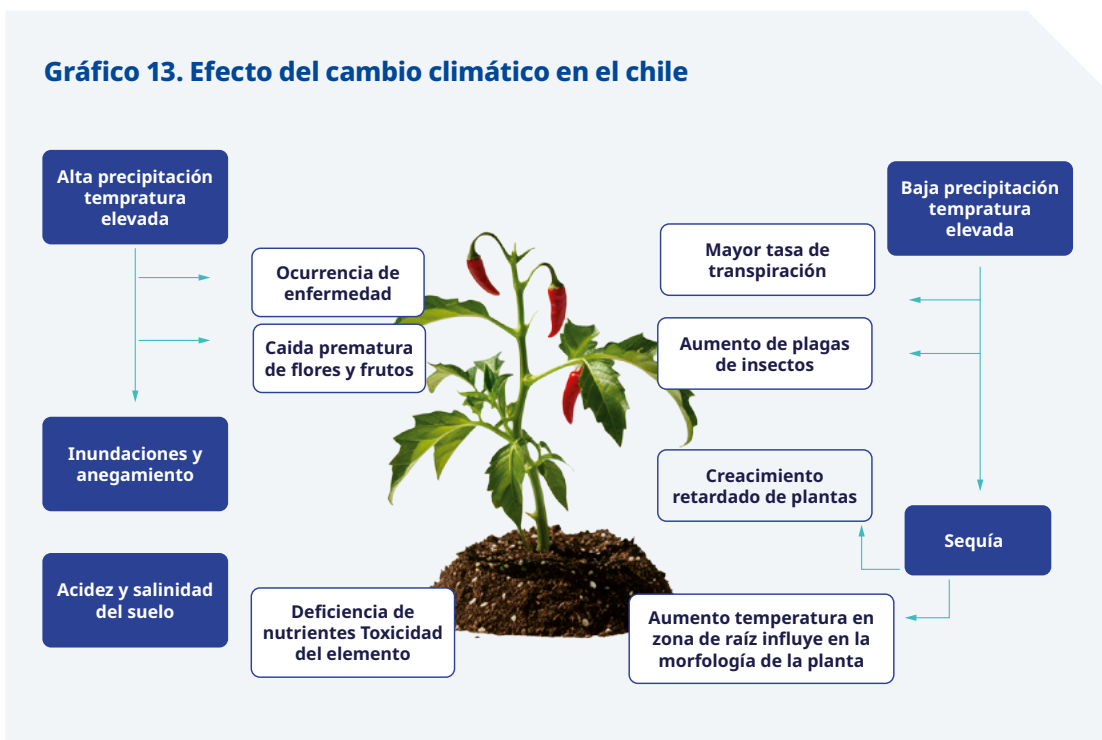 Gráfico 13. Efecto del cambio climático en el chile
Alta precipitación
tempratura
elevada
Ocurrencia de
enfermedad
Caida prematura
de flores y frutos
Inundaciones y
anegamiento
Acidez y salinidad
del suelo
Deficiencia de
nutrientes Toxicidad
del elemento
Baja precipitación
tempratura
elevada
Mayor tasa de
transpiración
Aumento de plagas
de insectos
Creacimiento
retardado de plantas
Sequía
Aumento temperatura en
zona de raíz influye en la
morfología de la planta